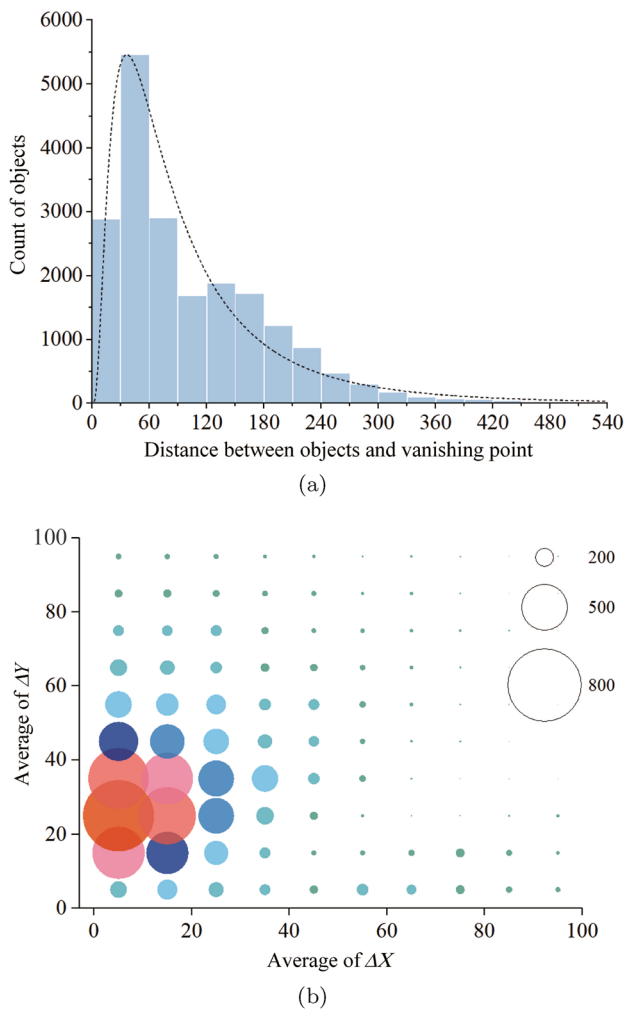 6000
5000
4000
3000
2000
1000
0
Count of objects
0 60 120 180 240 300 360 420 480 540
Distance between objects and vanishing point
(a)
100
80
60
40
20
0
Average of ΔY
200
500
800
0 20 40 60 80 100
Average of ΔX
(b)